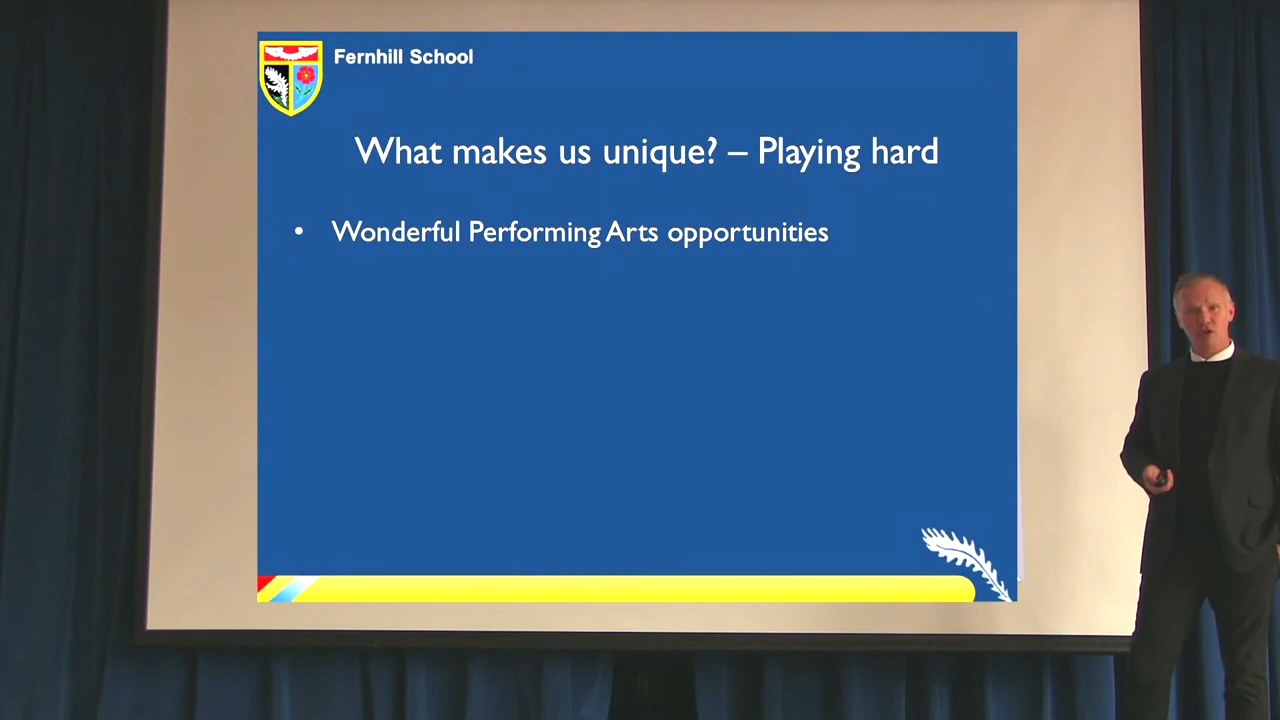 Fernhill School
What makes us unique? – Playing hard
• Wonderful Performing Arts opportunities